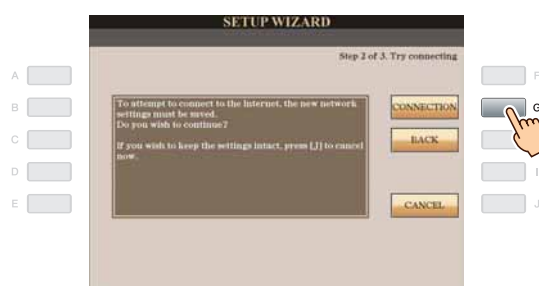 SETUP WIZARD
Step 2 of 3. Try connecting
A
F
To attempt to connect to the Internet, the new network
settings must be saved.
Do you wish to continue?
If you wish to keep the settings intact, press [J] to cancel
now.
CONNECTION
BACK
CANCEL
B
G
C
D
I
E
J